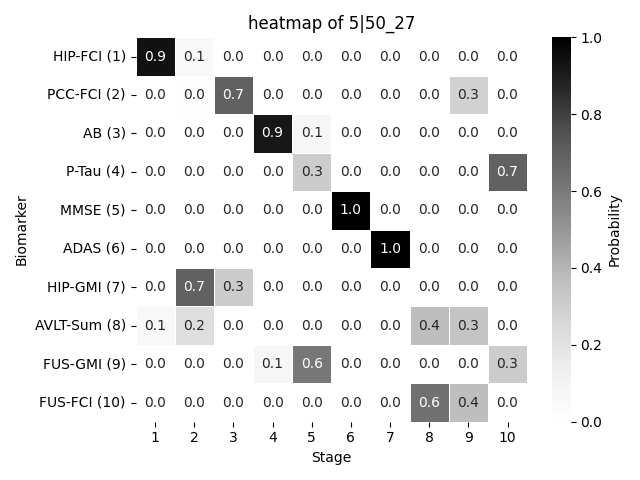 heatmap of 5|50_27
HIP-FCI (1) 0.9 0.1 0.0 0.0 0.0 0.0 0.0 0.0 0.0 0.0
PCC-FCI (2) 0.0 0.0 0.7 0.0 0.0 0.0 0.0 0.0 0.3 0.0
AB (3) 0.0 0.0 0.0 0.9 0.1 0.0 0.0 0.0 0.0 0.0
P-Tau (4) 0.0 0.0 0.0 0.0 0.3 0.0 0.0 0.0 0.0 0.7
MMSE (5) 0.0 0.0 0.0 0.0 0.0 1.0 0.0 0.0 0.0 0.0
ADAS (6) 0.0 0.0 0.0 0.0 0.0 0.0 1.0 0.0 0.0 0.0
HIP-GMI (7) 0.0 0.7 0.3 0.0 0.0 0.0 0.0 0.0 0.0 0.0
AVLT-Sum (8) 0.1 0.2 0.0 0.0 0.0 0.0 0.0 0.4 0.3 0.0
FUS-GMI (9) 0.0 0.0 0.0 0.1 0.6 0.0 0.0 0.0 0.0 0.3
FUS-FCI (10) 0.0 0.0 0.0 0.0 0.0 0.0 0.0 0.6 0.4 0.0
1 2 3 4 5 6 7 8 9 10
Stage
Biomarker
1.0
0.8
0.6
0.4
0.2
0.0
Probability